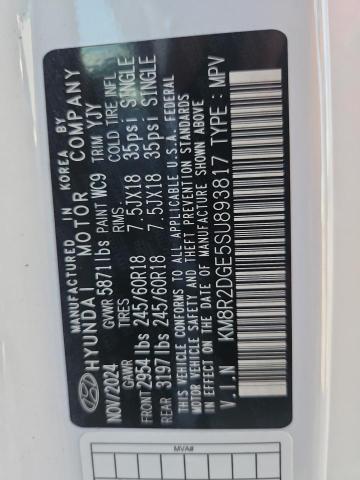 MANUFACTURED IN KOREA BY
HYUNDAI MOTOR COMPANY
NOV/2024 GVWR 5871lbs PAINT WC9 TRIM YJY
GAWR TIRES RIMS COLD TIRE INFL
FRONT 2954lbs 245/60R18 7.5JX18 35psi SINGLE
REAR 3197lbs 245/60R18 7.5JX18 35psi SINGLE
THIS VEHICLE CONFORMS TO ALL APPLICABLE U.S.A. FEDERAL
MOTOR VEHICLE SAFETY AND THEFT PREVENTION STANDARDS
IN EFFECT ON THE DATE OF MANUFACTURE SHOWN ABOVE
V.I.N KM8R2DGE5SU893817 TYPE : MPV
MVA#